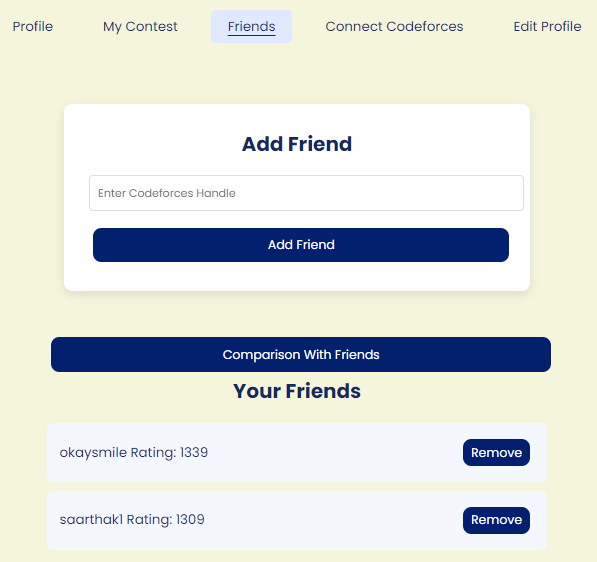 Profile My Contest Friends Connect Codeforces Edit Profile
Add Friend
Enter Codeforces Handle
Add Friend
Comparison With Friends
Your Friends
okaysmile Rating: 1339 Remove
saarthak1 Rating: 1309 Remove